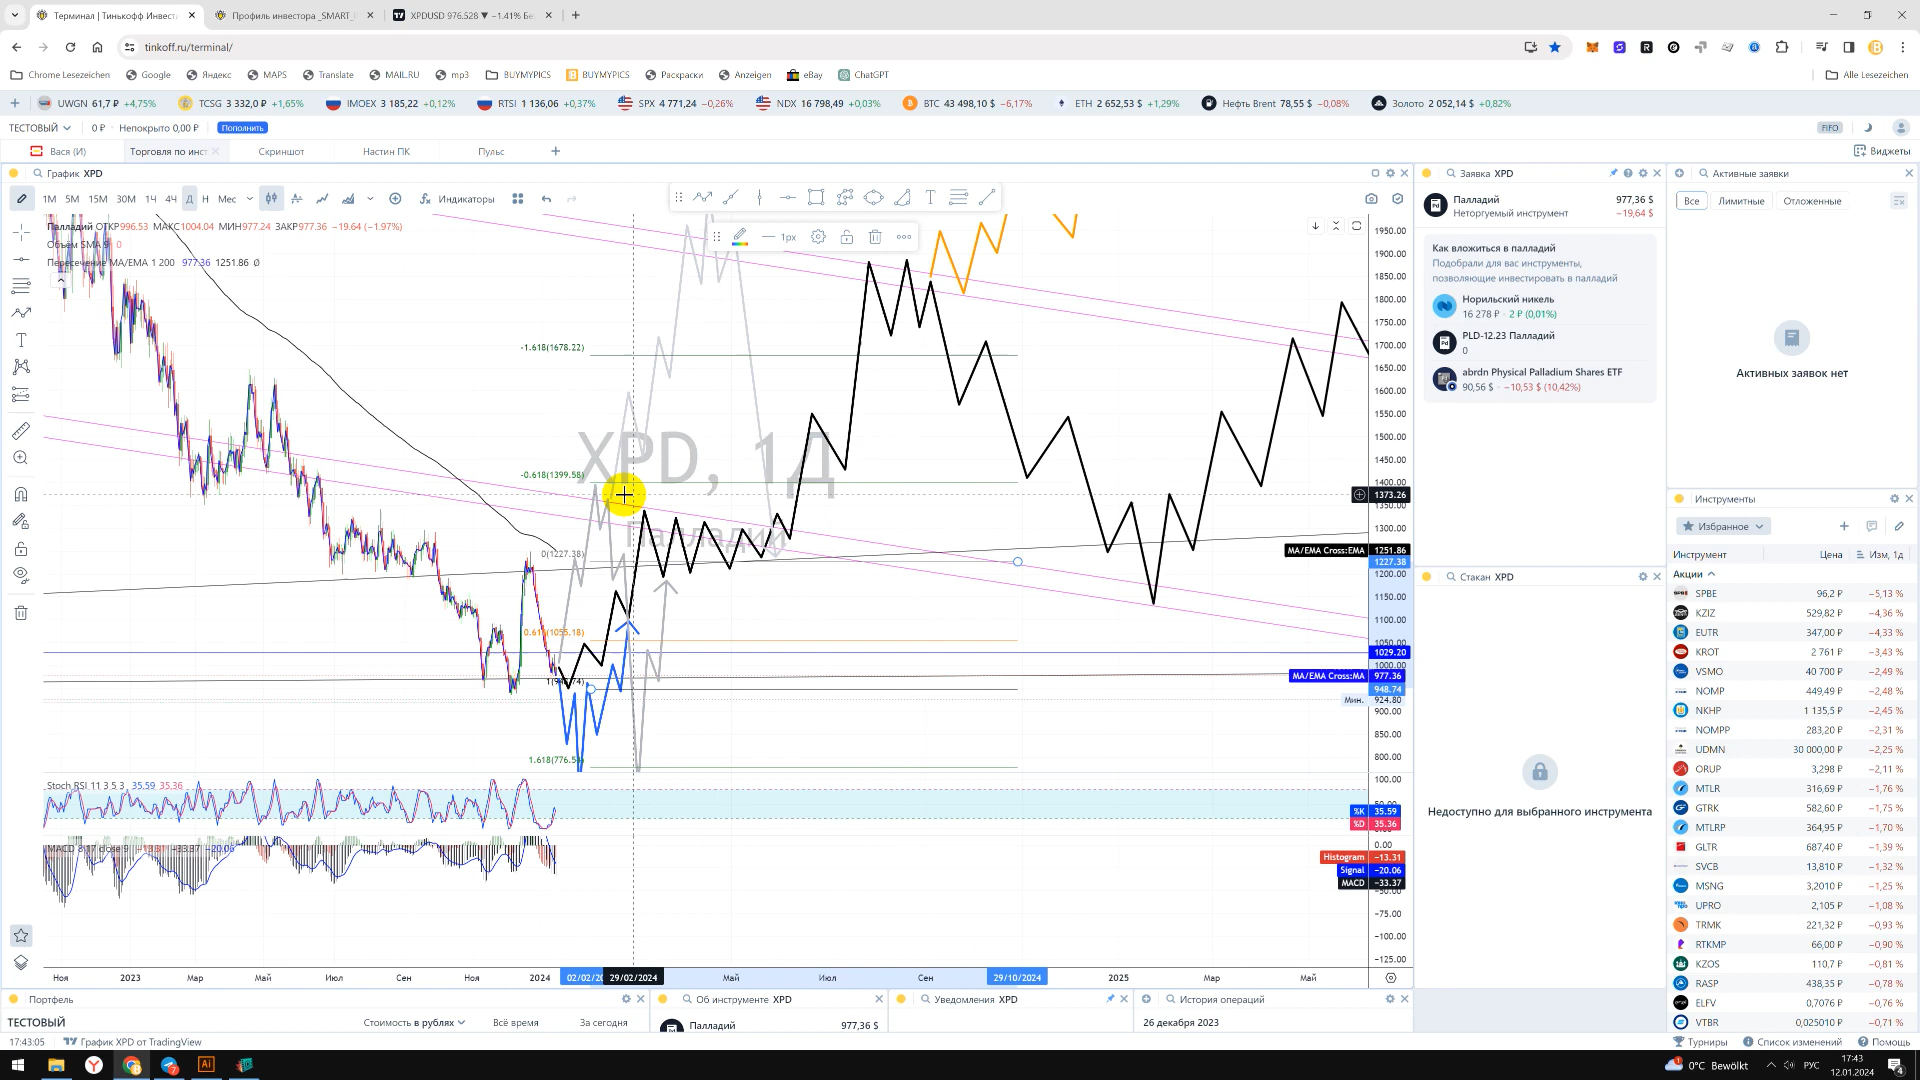 Терминал | Тинькофф Инвест
Профиль инвестора _SMART_
XPDUSD 976.528 ▼ −1.41% Бе
tinkoff.ru/terminal/
Chrome Lesezeichen
Google
Яндекс
MAPS
Translate
MAIL.RU
mp3
BUYMYPICS
BUYMYPICS
Раскраски
Anzeigen
eBay
ChatGPT
Alle Lesezeichen
UWGN 61,7 ₽ +4,75%
TCSG 3 332,0 ₽ +1,65%
IMOEX 3 185,22 +0,12%
RTSI 1 136,06 +0,37%
SPX 4 771,24 −0,26%
NDX 16 798,49 +0,03%
BTC 43 498,10 $ −6,17%
ETH 2 652,53 $ +1,29%
Нефть Brent 78,55 $ −0,08%
Золото 2 052,14 $ +0,82%
ТЕСТОВЫЙ
0 ₽ · Непокрыто 0,00 ₽
Пополнить
FIFO
Вася (И)
Торговля по инст
Скриншот
Настин ПК
Пульс
Виджеты
График XPD
1М 5М 15М 30М 1Ч 4Ч Д Н Мес
Индикаторы
1px
Палладий ОТКР996.53 МАКС1004.04 МИН977.24 ЗАКР977.36 −19.64 (−1.97%)
Объём SMA 9 0
Пересечение MA/EMA 1 200 977.36 1251.86 Ø
XPD, 1Д
Палладий
-1.618(1678.22)
-0.618(1399.58)
0(1227.38)
1.618(776.5
1950.00
1900.00
1850.00
1800.00
1750.00
1700.00
1650.00
1600.00
1550.00
1500.00
1450.00
1400.00
1373.26
1350.00
1300.00
MA/EMA Cross:EMA 1251.86
1227.38
1200.00
1150.00
1100.00
1050.00
1029.20
1000.00
MA/EMA Cross:MA 977.36
948.74
Мин. 924.80
900.00
850.00
800.00
Stoch RSI 11 3 5 3 35.59 35.36
100.00
%K 35.59
%D 35.36
MACD 8 17 close 9 −13.31 −33.37 −20.06
0.00
Histogram −13.31
Signal −20.06
MACD −33.37
−75.00
−100.00
−125.00
Ноя 2023 Мар Май Июл Сен Ноя 2024 02/02/20 29/02/2024 Май Июл Сен 29/10/2024 2025 Мар Май
Заявка XPD
Палладий 977,36 $
Неторгуемый инструмент −19,64 $
Как вложиться в палладий
Подобрали для вас инструменты,
позволяющие инвестировать в палладий
Норильский никель
16 278 ₽ · 2 ₽ (0,01%)
PLD-12.23 Палладий
0
abrdn Physical Palladium Shares ETF
90,56 $ · −10,53 $ (10,42%)
Активные заявки
Все
Лимитные
Отложенные
Активных заявок нет
Стакан XPD
Недоступно для выбранного инструмента
Инструменты
Избранное
Инструмент Цена Изм, 1д
Акции
SPBE 96,2 ₽ −5,13 %
KZIZ 529,82 ₽ −4,36 %
EUTR 347,00 ₽ −4,33 %
KROT 2 761 ₽ −3,43 %
VSMO 40 700 ₽ −2,49 %
NOMP 449,49 ₽ −2,48 %
NKHP 1 135,5 ₽ −2,45 %
NOMPP 283,20 ₽ −2,31 %
UDMN 30 000,00 ₽ −2,25 %
ORUP 3,298 ₽ −2,11 %
MTLR 316,69 ₽ −1,76 %
GTRK 582,60 ₽ −1,75 %
MTLRP 364,95 ₽ −1,70 %
GLTR 687,40 ₽ −1,39 %
SVCB 13,810 ₽ −1,32 %
MSNG 3,2010 ₽ −1,25 %
UPRO 2,105 ₽ −1,08 %
TRMK 221,32 ₽ −0,93 %
RTKMP 66,00 ₽ −0,90 %
KZOS 110,7 ₽ −0,81 %
RASP 438,35 ₽ −0,78 %
ELFV 0,7076 ₽ −0,76 %
VTBR 0,025010 ₽ −0,71 %
Портфель
ТЕСТОВЫЙ
Стоимость в рублях
Всё время
За сегодня
Об инструменте XPD
Палладий 977,36 $
Уведомления XPD
История операций
26 декабря 2023
17:43:05
График XPD от TradingView
Турниры
Список изменений
Помощь
0°C Bewölkt
РУС
17:43
12.01.2024